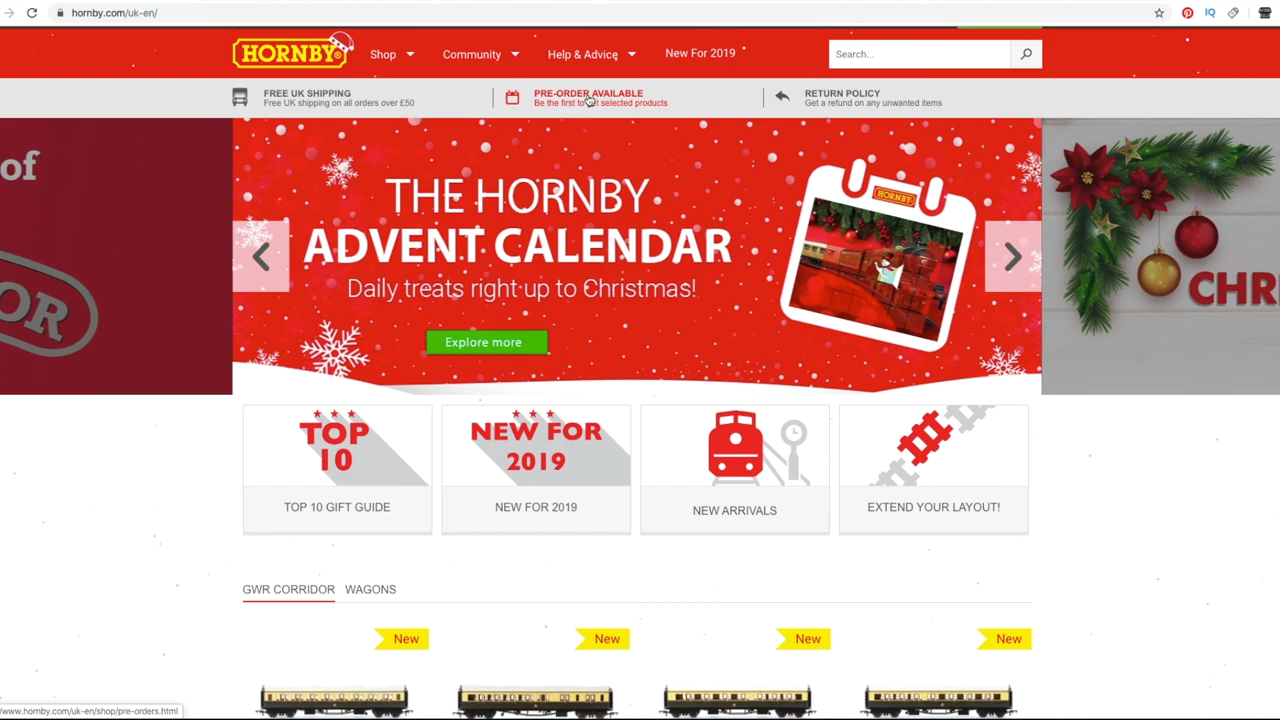 hornby.com/uk-en/
HORNBY®
Shop
Community
Help & Advice
New For 2019
Search...
FREE UK SHIPPING
Free UK shipping on all orders over £50
PRE-ORDER AVAILABLE
Be the first to get selected products
RETURN POLICY
Get a refund on any unwanted items
of
OR
THE HORNBY
ADVENT CALENDAR
Daily treats right up to Christmas!
Explore more
HORNBY
CHRI
TOP
10
TOP 10 GIFT GUIDE
NEW FOR
2019
NEW FOR 2019
NEW ARRIVALS
EXTEND YOUR LAYOUT!
GWR CORRIDOR
WAGONS
New
New
New
New
/www.hornby.com/uk-en/shop/pre-orders.html